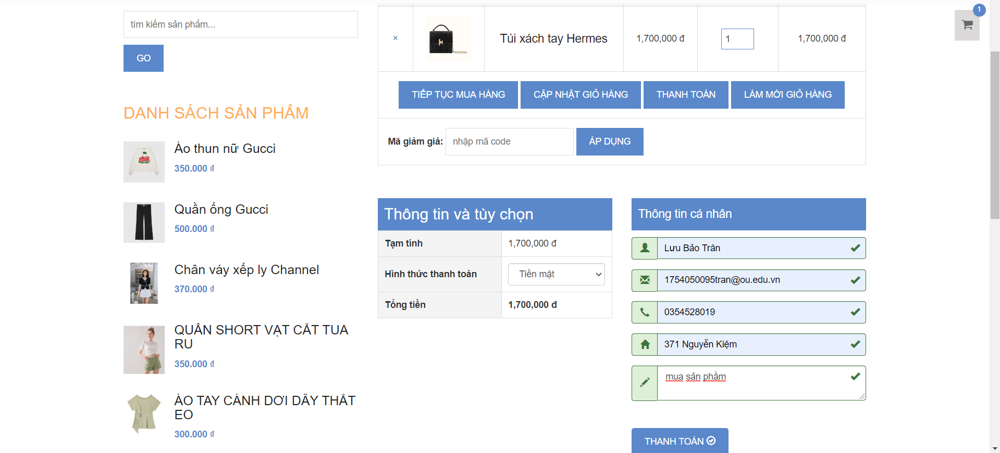 tìm kiếm sản phẩm...
GO
DANH SÁCH SẢN PHẨM
Áo thun nữ Gucci
350.000 ₫
Quần ống Gucci
500.000 ₫
Chân váy xếp ly Channel
370.000 ₫
QUẦN SHORT VẠT CẮT TUA
RU
350.000 ₫
ÁO TAY CÁNH DƠI DÂY THẮT
EO
300.000 ₫
1
×
Túi xách tay Hermes
1,700,000 đ
1
1,700,000 đ
TIẾP TỤC MUA HÀNG
CẬP NHẬT GIỎ HÀNG
THANH TOÁN
LÀM MỚI GIỎ HÀNG
Mã giảm giá:
nhập mã code
ÁP DỤNG
Thông tin và tùy chọn
Tạm tính
1,700,000 đ
Hình thức thanh toán
Tiền mặt
Tổng tiền
1,700,000 đ
Thông tin cá nhân
Lưu Bảo Trân
1754050095tran@ou.edu.vn
0354528019
371 Nguyễn Kiệm
mua sản phầm
THANH TOÁN